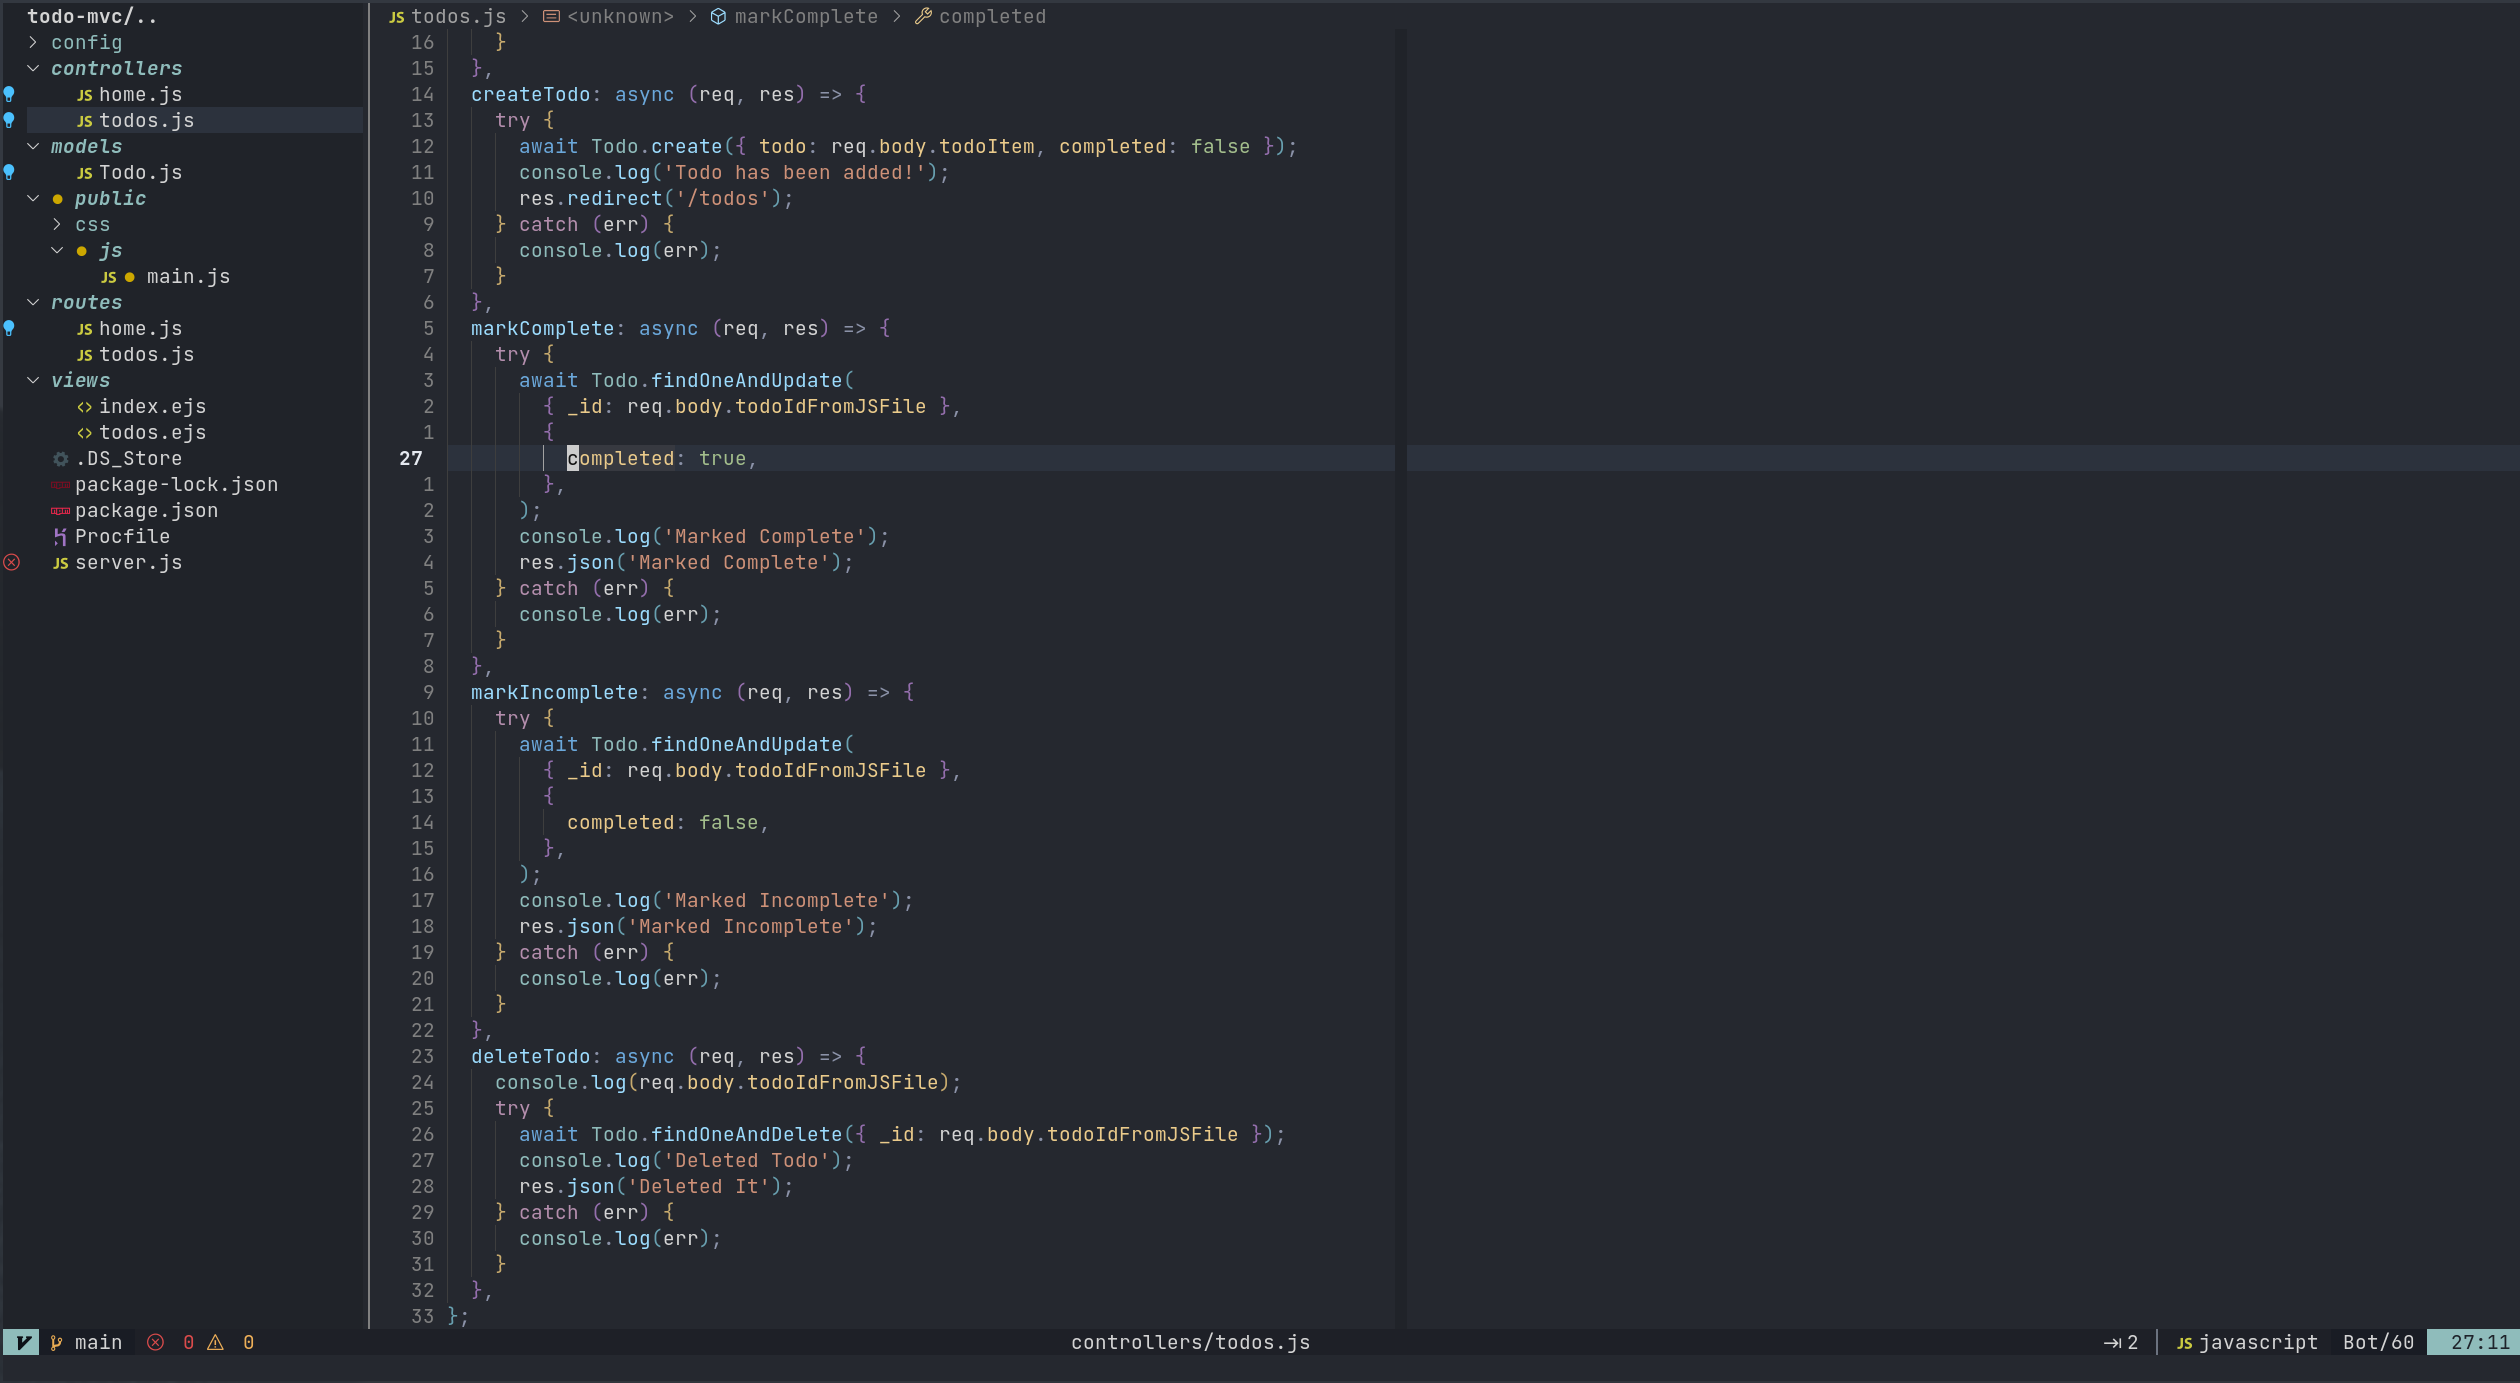 todo-mvc/..
config
controllers
JS home.js
JS todos.js
models
JS Todo.js
public
css
js
JS main.js
routes
JS home.js
JS todos.js
views
<> index.ejs
<> todos.ejs
.DS_Store
package-lock.json
package.json
Procfile
JS server.js
JS todos.js > <unknown> > markComplete > completed
16     }
15   },
14   createTodo: async (req, res) => {
13     try {
12       await Todo.create({ todo: req.body.todoItem, completed: false });
11       console.log('Todo has been added!');
10       res.redirect('/todos');
9     } catch (err) {
8       console.log(err);
7     }
6   },
5   markComplete: async (req, res) => {
4     try {
3       await Todo.findOneAndUpdate(
2         { _id: req.body.todoIdFromJSFile },
1         {
27           completed: true,
1         },
2       );
3       console.log('Marked Complete');
4       res.json('Marked Complete');
5     } catch (err) {
6       console.log(err);
7     }
8   },
9   markIncomplete: async (req, res) => {
10     try {
11       await Todo.findOneAndUpdate(
12         { _id: req.body.todoIdFromJSFile },
13         {
14           completed: false,
15         },
16       );
17       console.log('Marked Incomplete');
18       res.json('Marked Incomplete');
19     } catch (err) {
20       console.log(err);
21     }
22   },
23   deleteTodo: async (req, res) => {
24     console.log(req.body.todoIdFromJSFile);
25     try {
26       await Todo.findOneAndDelete({ _id: req.body.todoIdFromJSFile });
27       console.log('Deleted Todo');
28       res.json('Deleted It');
29     } catch (err) {
30       console.log(err);
31     }
32   },
33 };
main 0 0 controllers/todos.js 2 JS javascript Bot/60 27:11